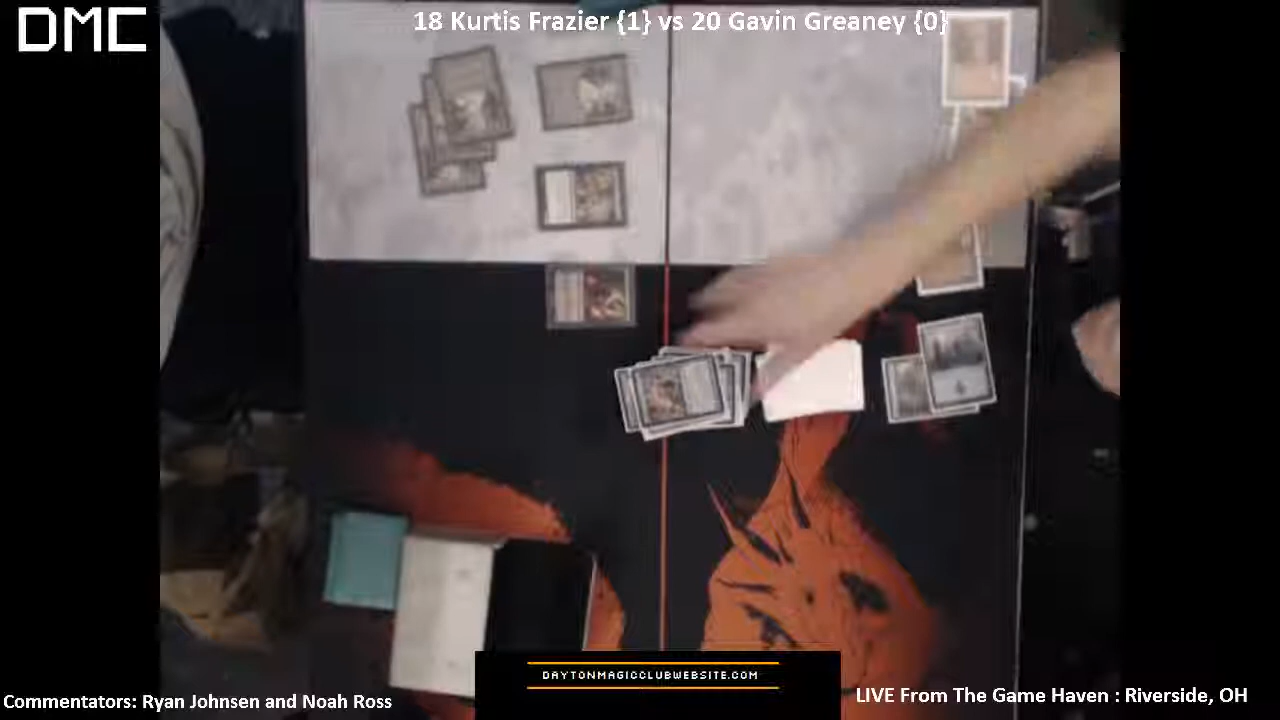 DMC
18 Kurtis Frazier {1} vs 20 Gavin Greaney {0}
DAYTONMAGICCLUBWEBSITE.COM
Commentators: Ryan Johnsen and Noah Ross
LIVE From The Game Haven : Riverside, OH